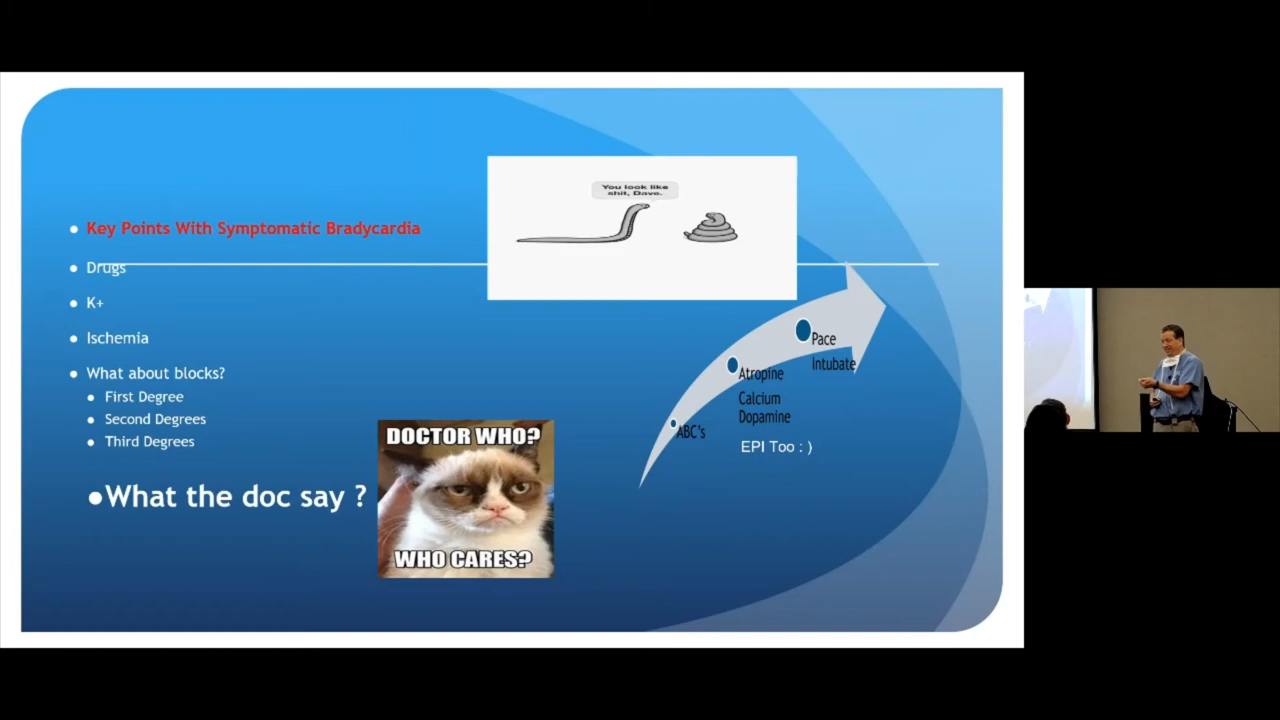 You look like
shit, Dave.
Key Points With Symptomatic Bradycardia
Drugs
K+
Ischemia
What about blocks?
First Degree
Second Degrees
Third Degrees
What the doc say ?
DOCTOR WHO?
WHO CARES?
Pace
Intubate
Atropine
Calcium
Dopamine
ABC's
EPI Too : )